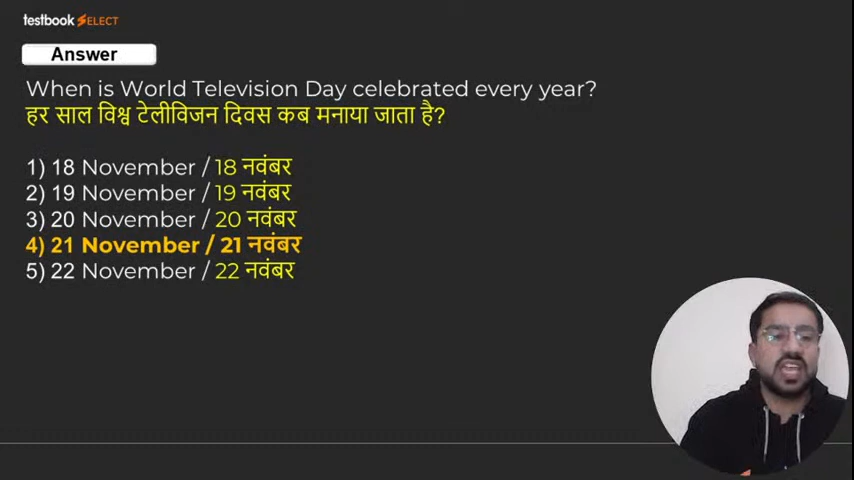 testbook SELECT
Answer
When is World Television Day celebrated every year?
हर साल विश्व टेलीविजन दिवस कब मनाया जाता है?
1) 18 November / 18 नवंबर
2) 19 November / 19 नवंबर
3) 20 November / 20 नवंबर
4) 21 November / 21 नवंबर
5) 22 November / 22 नवंबर